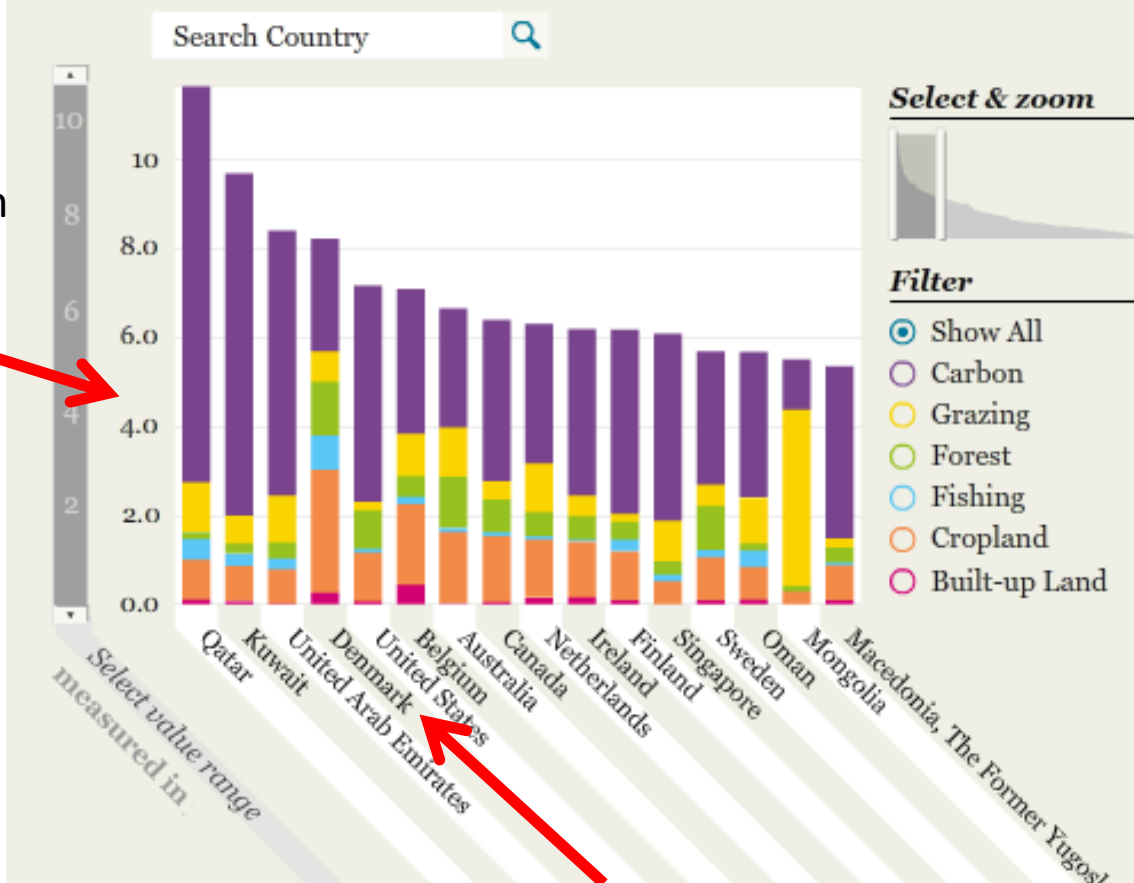 Search Country
10
8
6
4
2
10
8.0
6.0
4.0
2.0
0.0
Select & zoom
Filter
Show All
Carbon
Grazing
Forest
Fishing
Cropland
Built-up Land
Qatar
Kuwait
United Arab Emirates
Denmark
United States
Belgium
Australia
Canada
Netherlands
Ireland
Finland
Singapore
Sweden
Oman
Mongolia
Macedonia, The Former Yugosl
Select value range
measured in